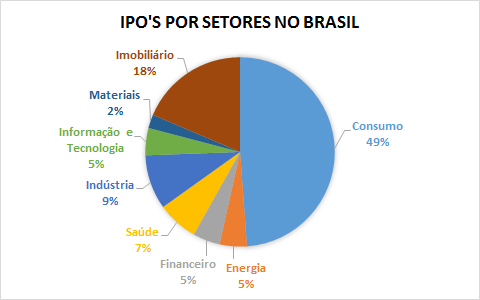 IPO'S POR SETORES NO BRASIL
Imobiliário
18%
Materiais
2%
Informação e
Tecnologia
5%
Indústria
9%
Saúde
7%
Financeiro
5%
Energia
5%
Consumo
49%